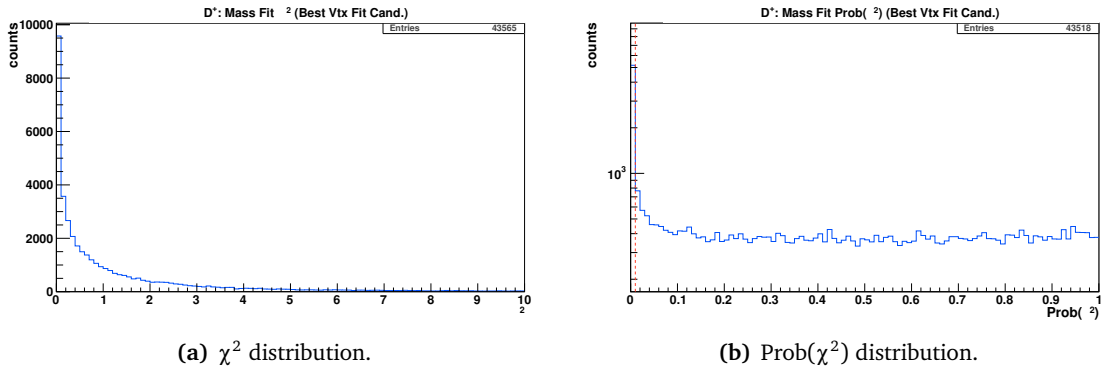 D⁺: Mass Fit ² (Best Vtx Fit Cand.)
Entries 43565
counts
10000
8000
6000
4000
2000
0
0 1 2 3 4 5 6 7 8 9 10
²
(a) χ² distribution.
D⁺: Mass Fit Prob( ²) (Best Vtx Fit Cand.)
Entries 43518
counts
10³
0 0.1 0.2 0.3 0.4 0.5 0.6 0.7 0.8 0.9 1
Prob( ²)
(b) Prob(χ²) distribution.